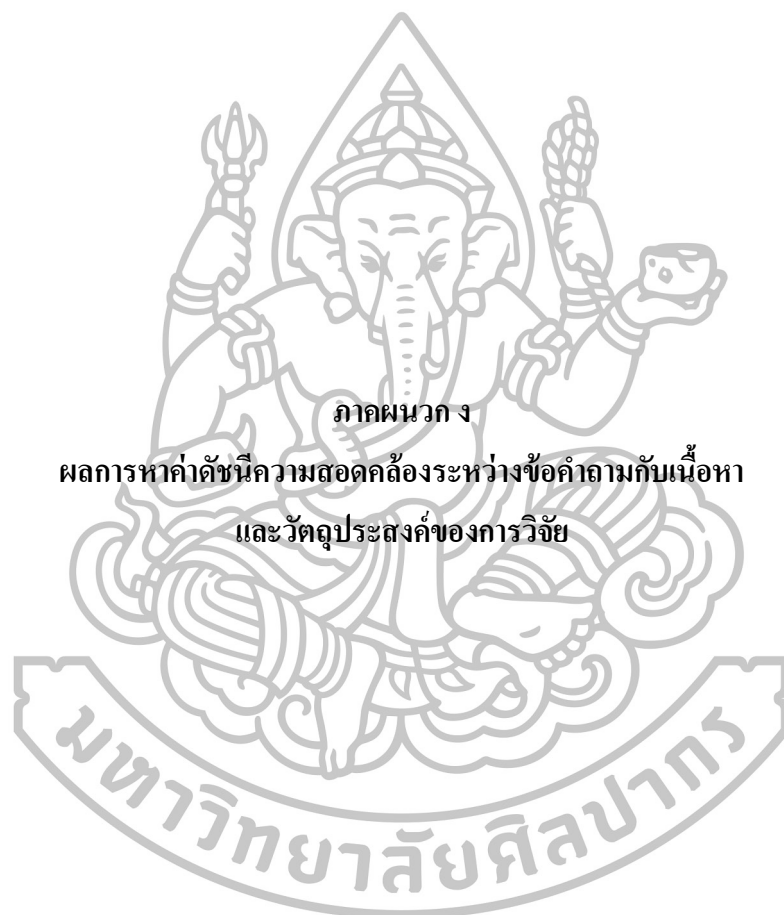 ภาคผนวก ง
ผลการหาค่าดัชนีความสอดคล้องระหว่างข้อคำถามกับเนื้อหา
และวัตถุประสงค์ของการวิจัย
มหาวิทยาลัยศิลปากร